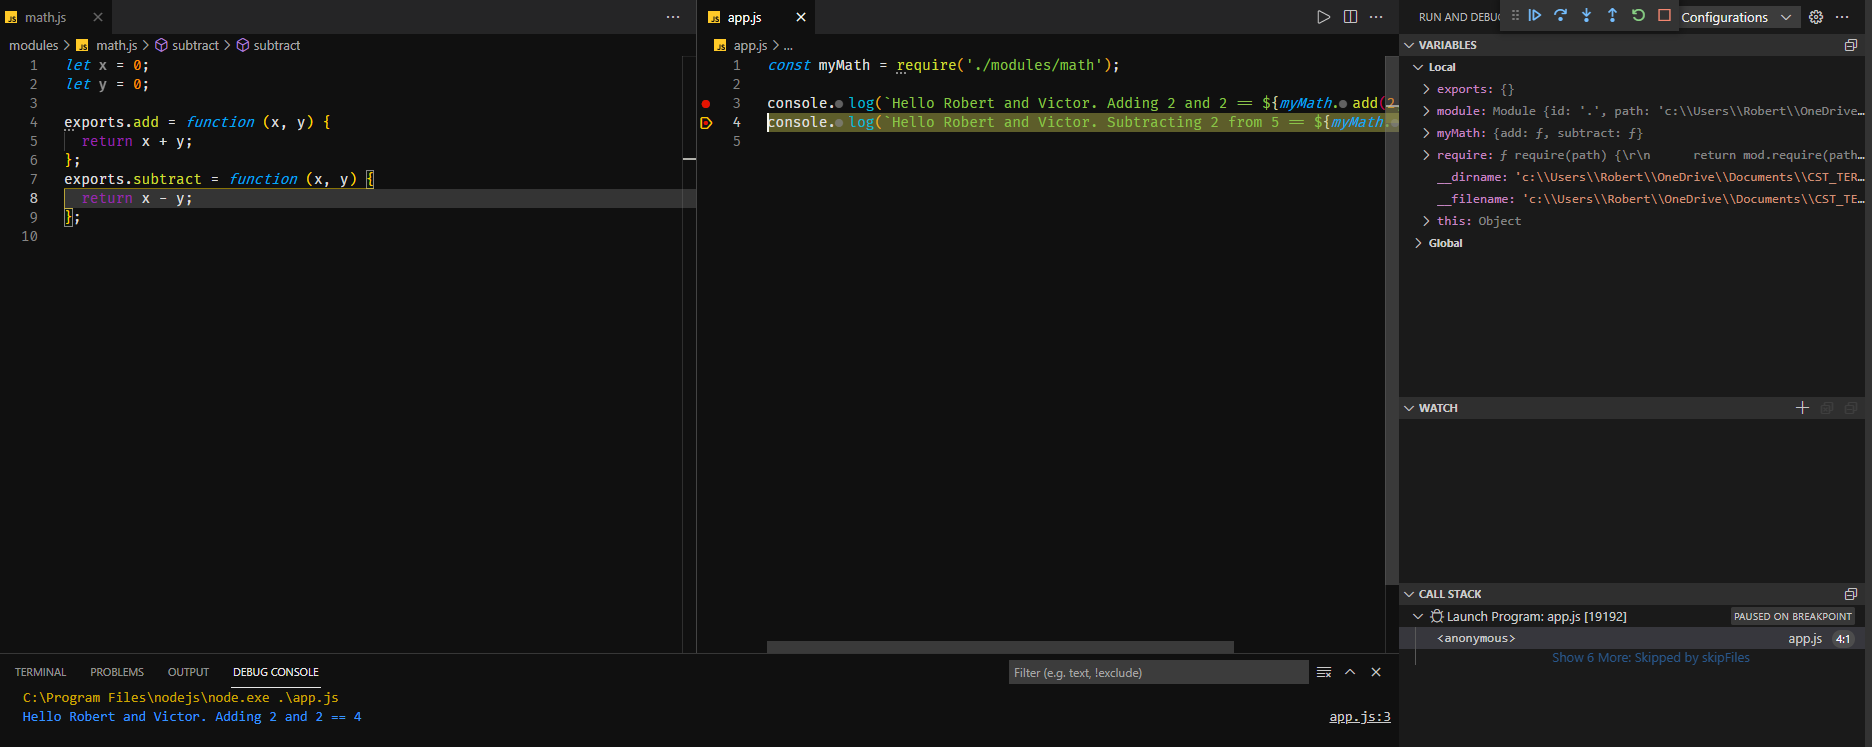 math.js
modules > math.js > subtract > subtract
1 let x = 0;
2 let y = 0;
3
4 exports.add = function (x, y) {
5 return x + y;
6 };
7 exports.subtract = function (x, y) {
8 return x - y;
9 };
10
app.js
app.js > ...
1 const myMath = require('./modules/math');
2
3 console.log(`Hello Robert and Victor. Adding 2 and 2 == ${myMath.add(2
4 console.log(`Hello Robert and Victor. Subtracting 2 from 5 == ${myMath.
5
RUN AND DEBUG
Configurations
VARIABLES
Local
exports: {}
module: Module {id: '.', path: 'c:\\Users\\Robert\\OneDrive…
myMath: {add: ƒ, subtract: ƒ}
require: ƒ require(path) {\r\n return mod.require(path…
__dirname: 'c:\\Users\\Robert\\OneDrive\\Documents\\CST_TER…
__filename: 'c:\\Users\\Robert\\OneDrive\\Documents\\CST_TE…
this: Object
Global
WATCH
CALL STACK
Launch Program: app.js [19192] PAUSED ON BREAKPOINT
<anonymous> app.js 4:1
Show 6 More: Skipped by skipFiles
TERMINAL PROBLEMS OUTPUT DEBUG CONSOLE Filter (e.g. text, !exclude)
C:\Program Files\nodejs\node.exe .\app.js
Hello Robert and Victor. Adding 2 and 2 == 4 app.js:3